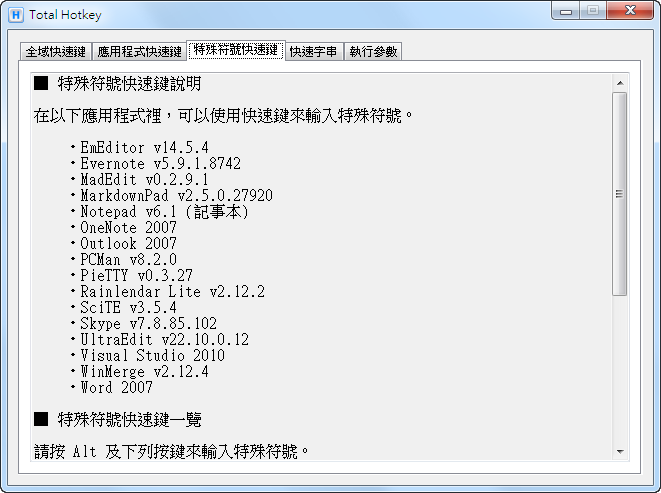 Total Hotkey
全域快速鍵 應用程式快速鍵 特殊符號快速鍵 快速字串 執行參數
■ 特殊符號快速鍵說明
在以下應用程式裡，可以使用快速鍵來輸入特殊符號。
・EmEditor v14.5.4
・Evernote v5.9.1.8742
・MadEdit v0.2.9.1
・MarkdownPad v2.5.0.27920
・Notepad v6.1 (記事本)
・OneNote 2007
・Outlook 2007
・PCMan v8.2.0
・PieTTY v0.3.27
・Rainlendar Lite v2.12.2
・SciTE v3.5.4
・Skype v7.8.85.102
・UltraEdit v22.10.0.12
・Visual Studio 2010
・WinMerge v2.12.4
・Word 2007
■ 特殊符號快速鍵一覽
請按 Alt 及下列按鍵來輸入特殊符號。